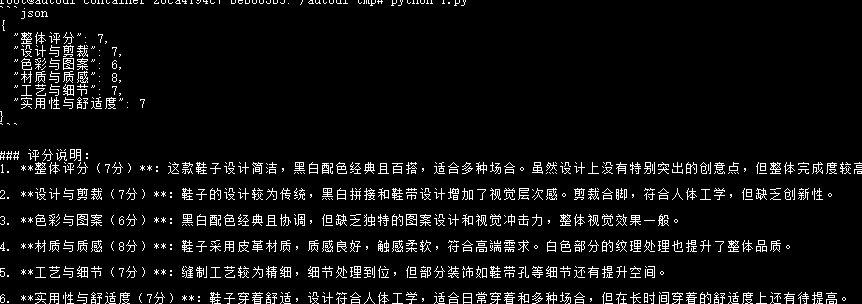 ```json
{
  "整体评分": 7,
  "设计与剪裁": 7,
  "色彩与图案": 6,
  "材质与质感": 8,
  "工艺与细节": 7,
  "实用性与舒适度": 7
}
```
### 评分说明:
1. **整体评分（7分）**: 这款鞋子设计简洁，黑白配色经典且百搭，适合多种场合。虽然设计上没有特别突出的创意点，但整体完成度较高
2. **设计与剪裁（7分）**: 鞋子的设计较为传统，黑白拼接和鞋带设计增加了视觉层次感。剪裁合脚，符合人体工学，但缺乏创新性。
3. **色彩与图案（6分）**: 黑白配色经典且协调，但缺乏独特的图案设计和视觉冲击力，整体视觉效果一般。
4. **材质与质感（8分）**: 鞋子采用皮革材质，质感良好，触感柔软，符合高端需求。白色部分的纹理处理也提升了整体品质。
5. **工艺与细节（7分）**: 缝制工艺较为精细，细节处理到位，但部分装饰如鞋带孔等细节还有提升空间。
6. **实用性与舒适度（7分）**: 鞋子穿着舒适，设计符合人体工学，适合日常穿着和多种场合，但在长时间穿着的舒适度上还有待提高。